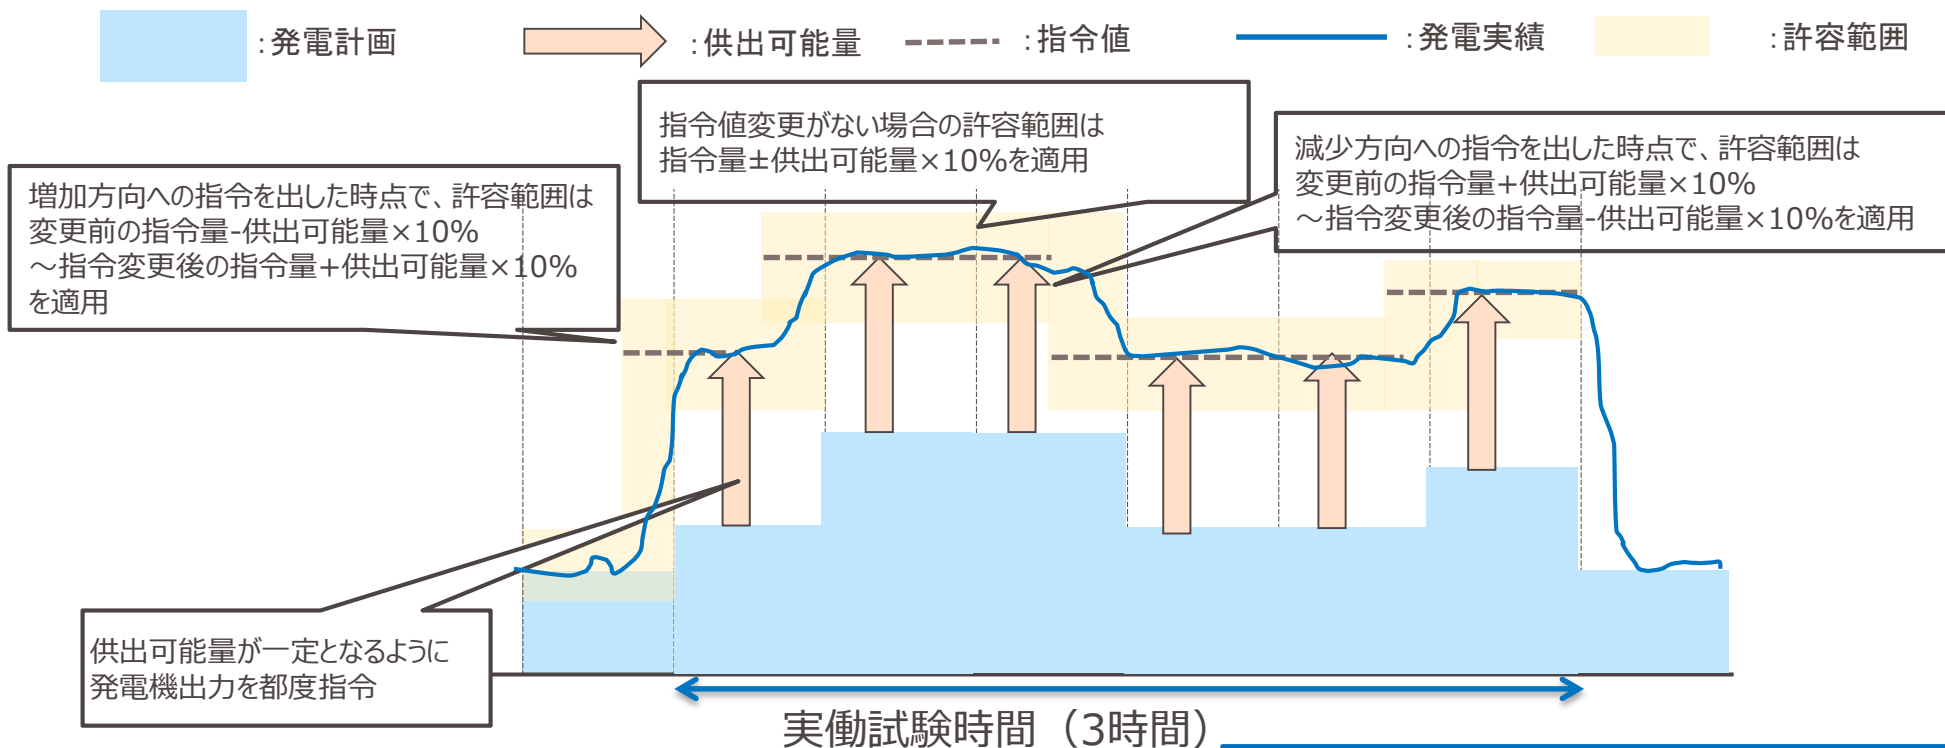 :発電計画
:供出可能量
:指令値
:発電実績
:許容範囲
指令値変更がない場合の許容範囲は
指令量±供出可能量×10%を適用
減少方向への指令を出した時点で、許容範囲は
変更前の指令量+供出可能量×10%
～指令変更後の指令量-供出可能量×10%を適用
増加方向への指令を出した時点で、許容範囲は
変更前の指令量-供出可能量×10%
～指令変更後の指令量+供出可能量×10%
を適用
供出可能量が一定となるように
発電機出力を都度指令
実働試験時間（3時間）